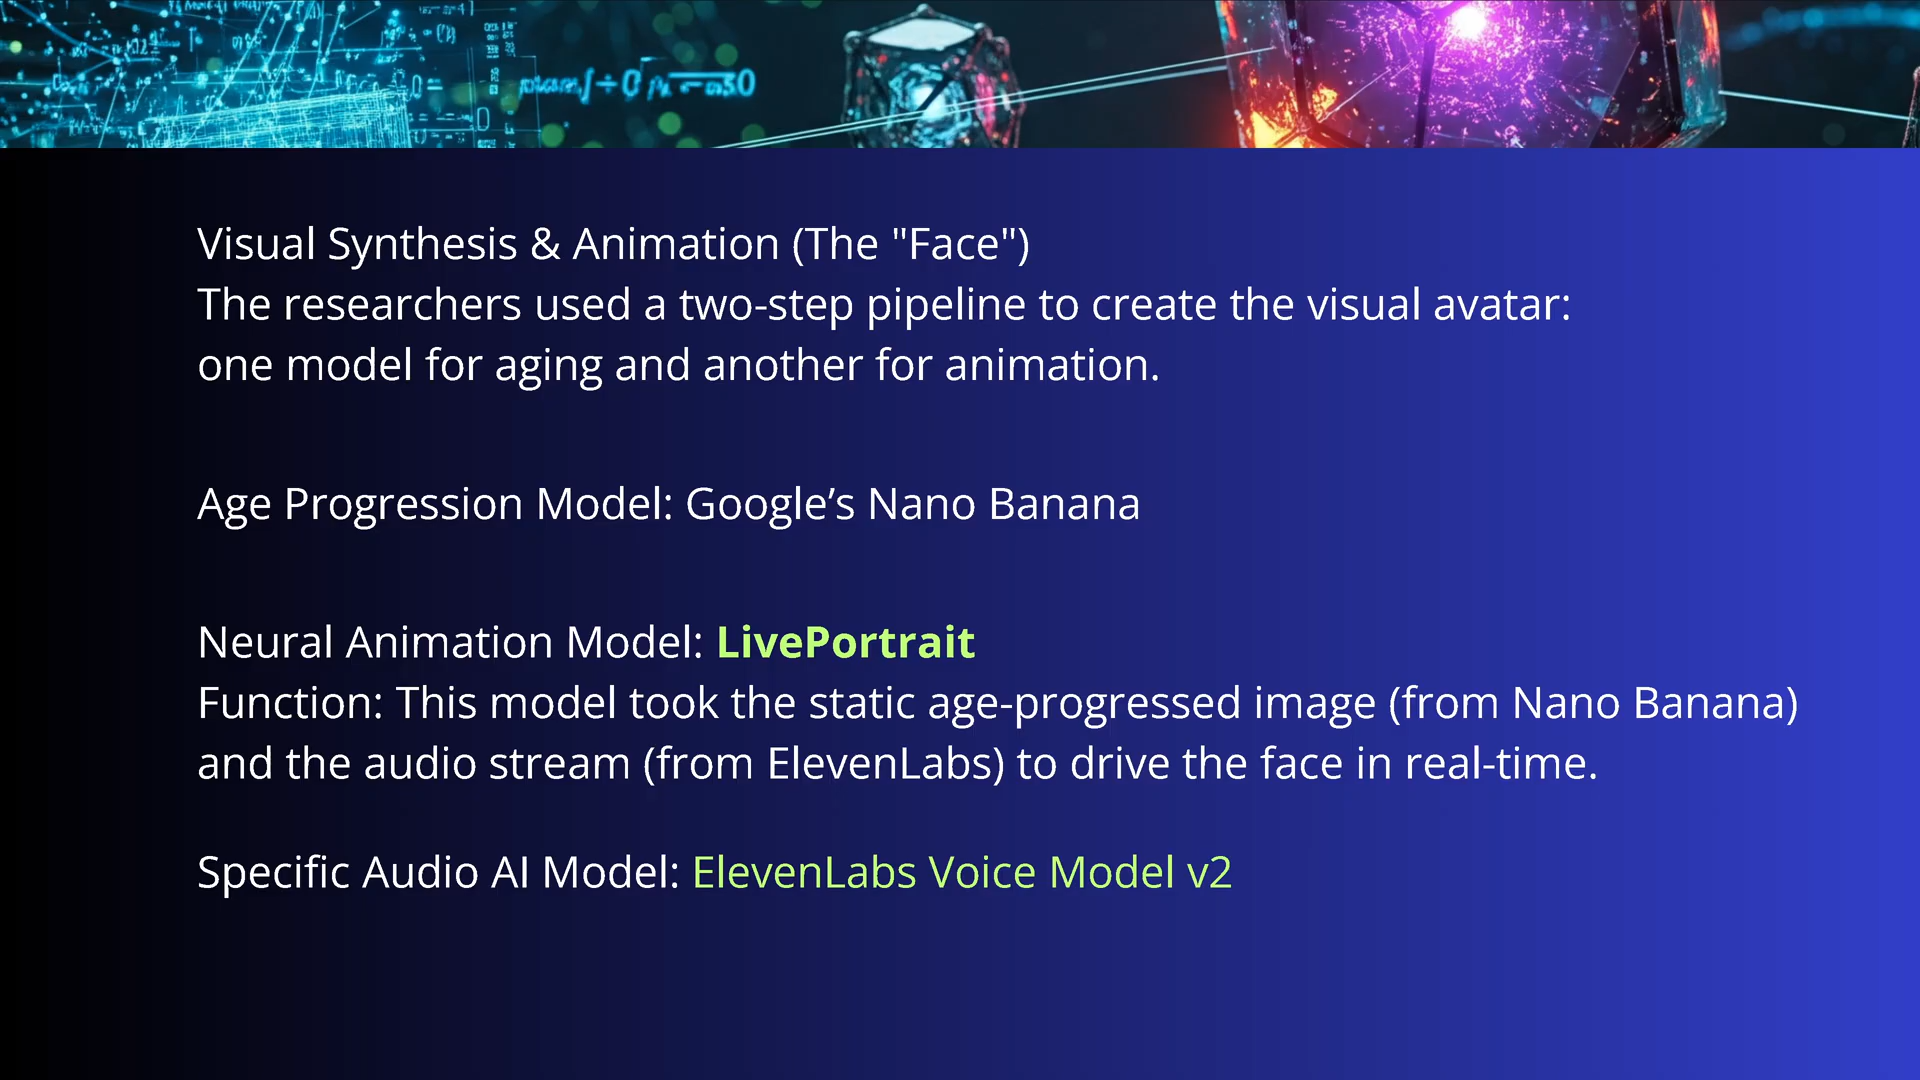 Visual Synthesis & Animation (The "Face")
The researchers used a two-step pipeline to create the visual avatar:
one model for aging and another for animation.
Age Progression Model: Google’s Nano Banana
Neural Animation Model: LivePortrait
Function: This model took the static age-progressed image (from Nano Banana)
and the audio stream (from ElevenLabs) to drive the face in real-time.
Specific Audio AI Model: ElevenLabs Voice Model v2